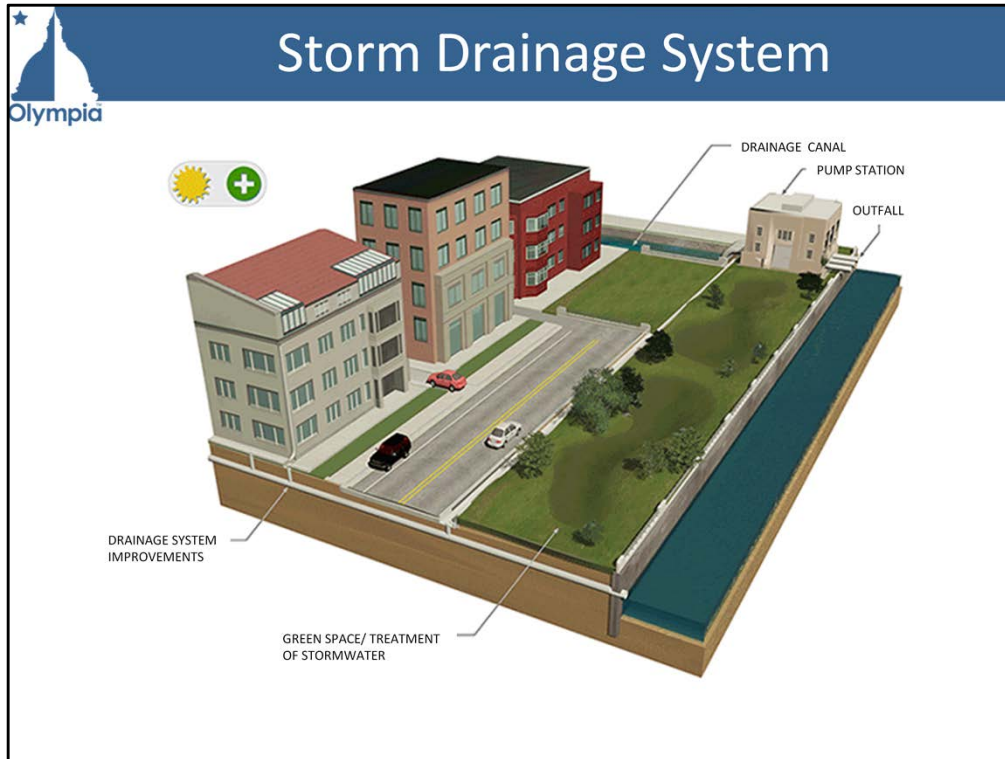 Storm Drainage System
Olympia
DRAINAGE CANAL
PUMP STATION
OUTFALL
DRAINAGE SYSTEM
IMPROVEMENTS
GREEN SPACE/ TREATMENT
OF STORMWATER